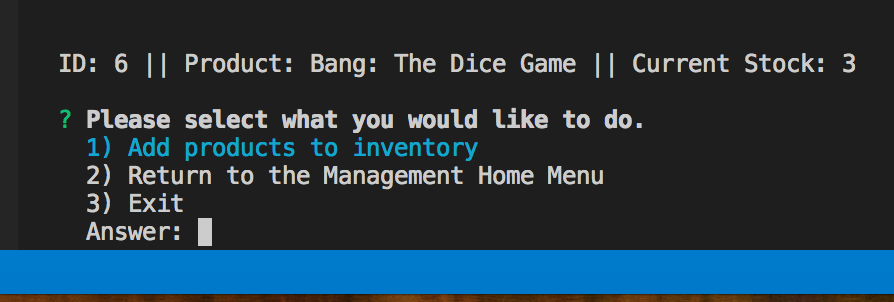 ID: 6 || Product: Bang: The Dice Game || Current Stock: 3
? Please select what you would like to do.
1) Add products to inventory
2) Return to the Management Home Menu
3) Exit
Answer: